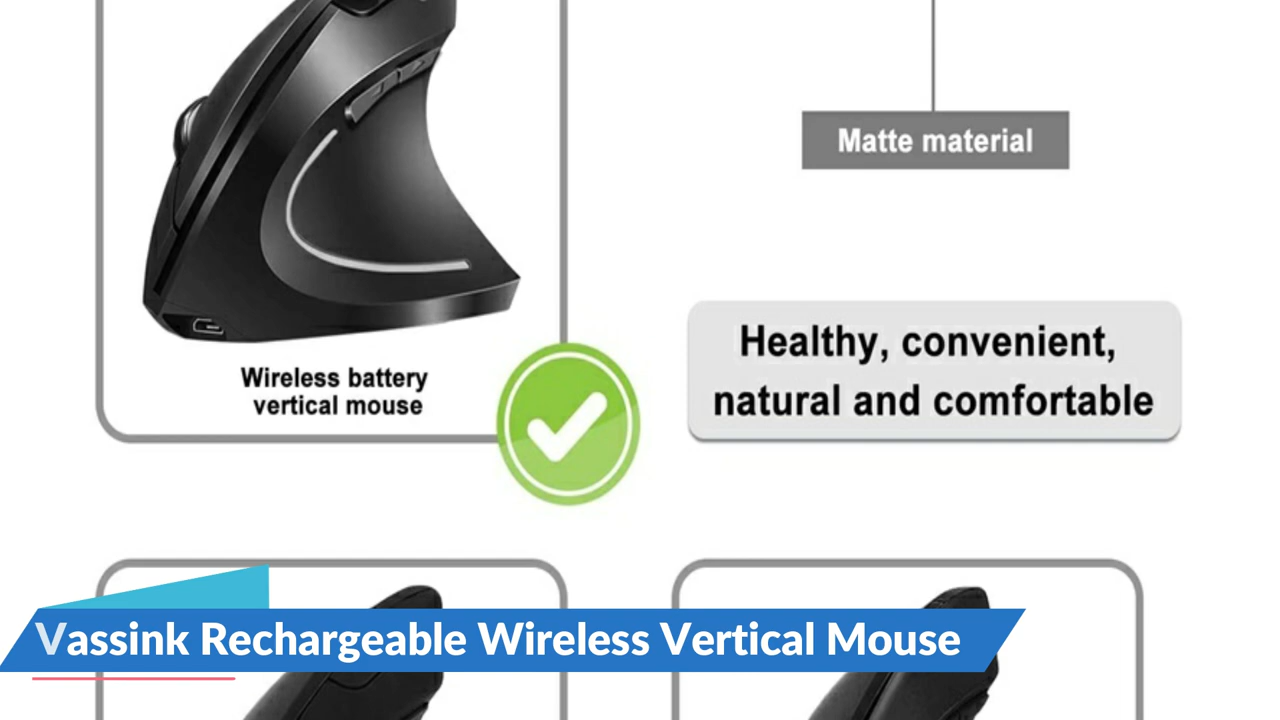 Matte material
Healthy, convenient,
natural and comfortable
Wireless battery
vertical mouse
Vassink Rechargeable Wireless Vertical Mouse